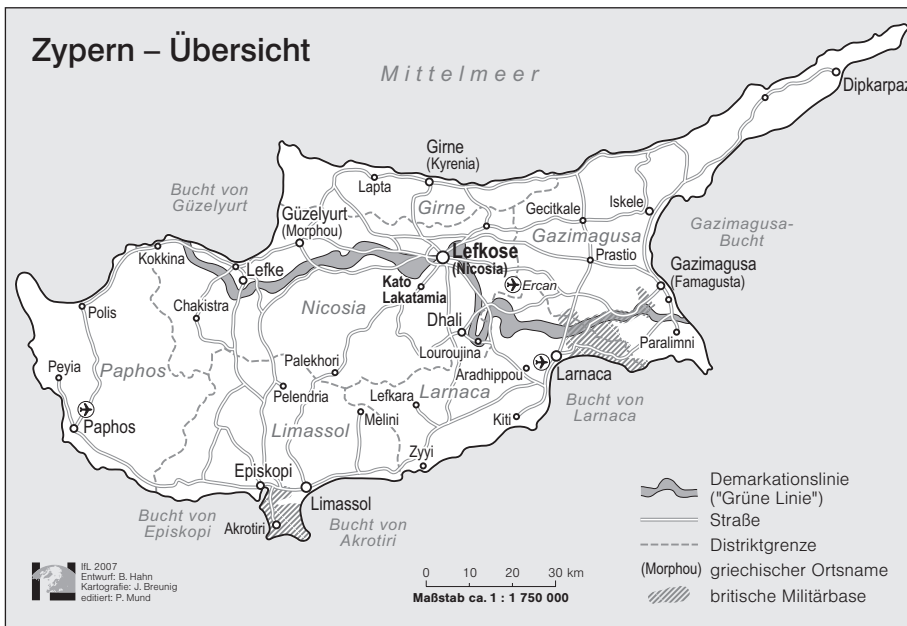 Zypern – Übersicht
Mittelmeer
Dipkarpaz
Girne
(Kyrenia)
Lapta
Bucht von
Güzelyurt
Girne
Gecitkale
Iskele
Güzelyurt
(Morphou)
Gazimagusa
Gazimagusa-
Bucht
Kokkina
Lefke
Lefkose
(Nicosia)
Prastio
Gazimagusa
(Famagusta)
Kato
Lakatamia
Ercan
Chakistra
Nicosia
Polis
Dhali
Paralimni
Louroujina
Palekhori
Peyia
Paphos
Aradhippou
Larnaca
Pelendria
Lefkara
Larnaca
Bucht von
Larnaca
Melini
Kiti
Paphos
Limassol
Zyyi
Episkopi
Limassol
Bucht von
Episkopi
Akrotiri
Bucht von
Akrotiri
Demarkationslinie
("Grüne Linie")
Straße
Distriktgrenze
(Morphou) griechischer Ortsname
britische Militärbase
IfL 2007
Entwurf: B. Hahn
Kartografie: J. Breunig
editiert: P. Mund
0 10 20 30 km
Maßstab ca. 1 : 1 750 000